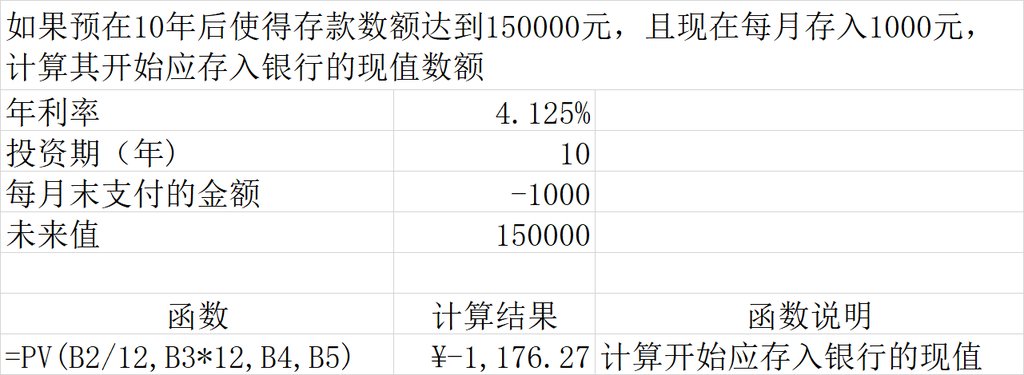 如果预在10年后使得存款数额达到150000元，且现在每月存入1000元，
计算其开始应存入银行的现值数额
年利率 4.125%
投资期（年） 10
每月末支付的金额 -1000
未来值 150000
函数 计算结果 函数说明
=PV(B2/12,B3*12,B4,B5) ¥-1,176.27 计算开始应存入银行的现值